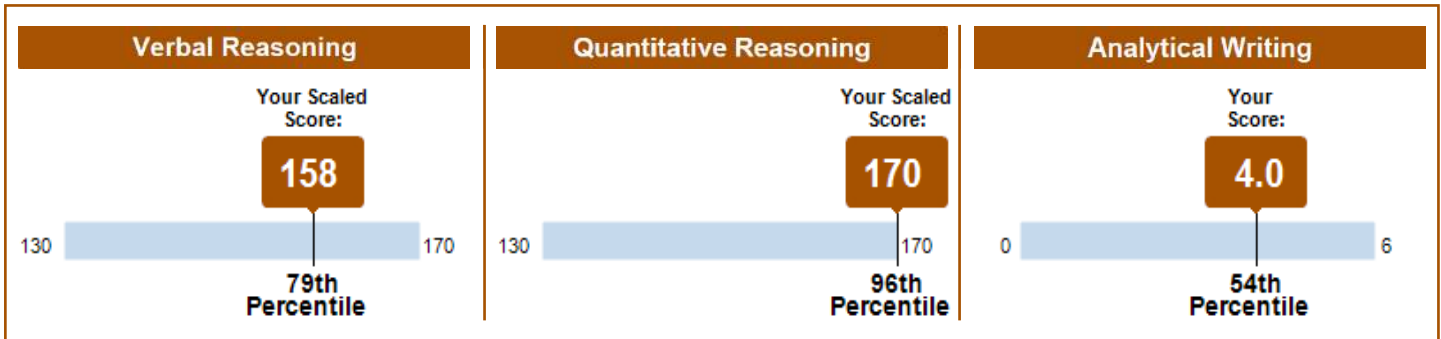 Verbal Reasoning
Your Scaled
Score:
158
130
170
79th
Percentile
Quantitative Reasoning
Your Scaled
Score:
170
130
170
96th
Percentile
Analytical Writing
Your
Score:
4.0
0
6
54th
Percentile